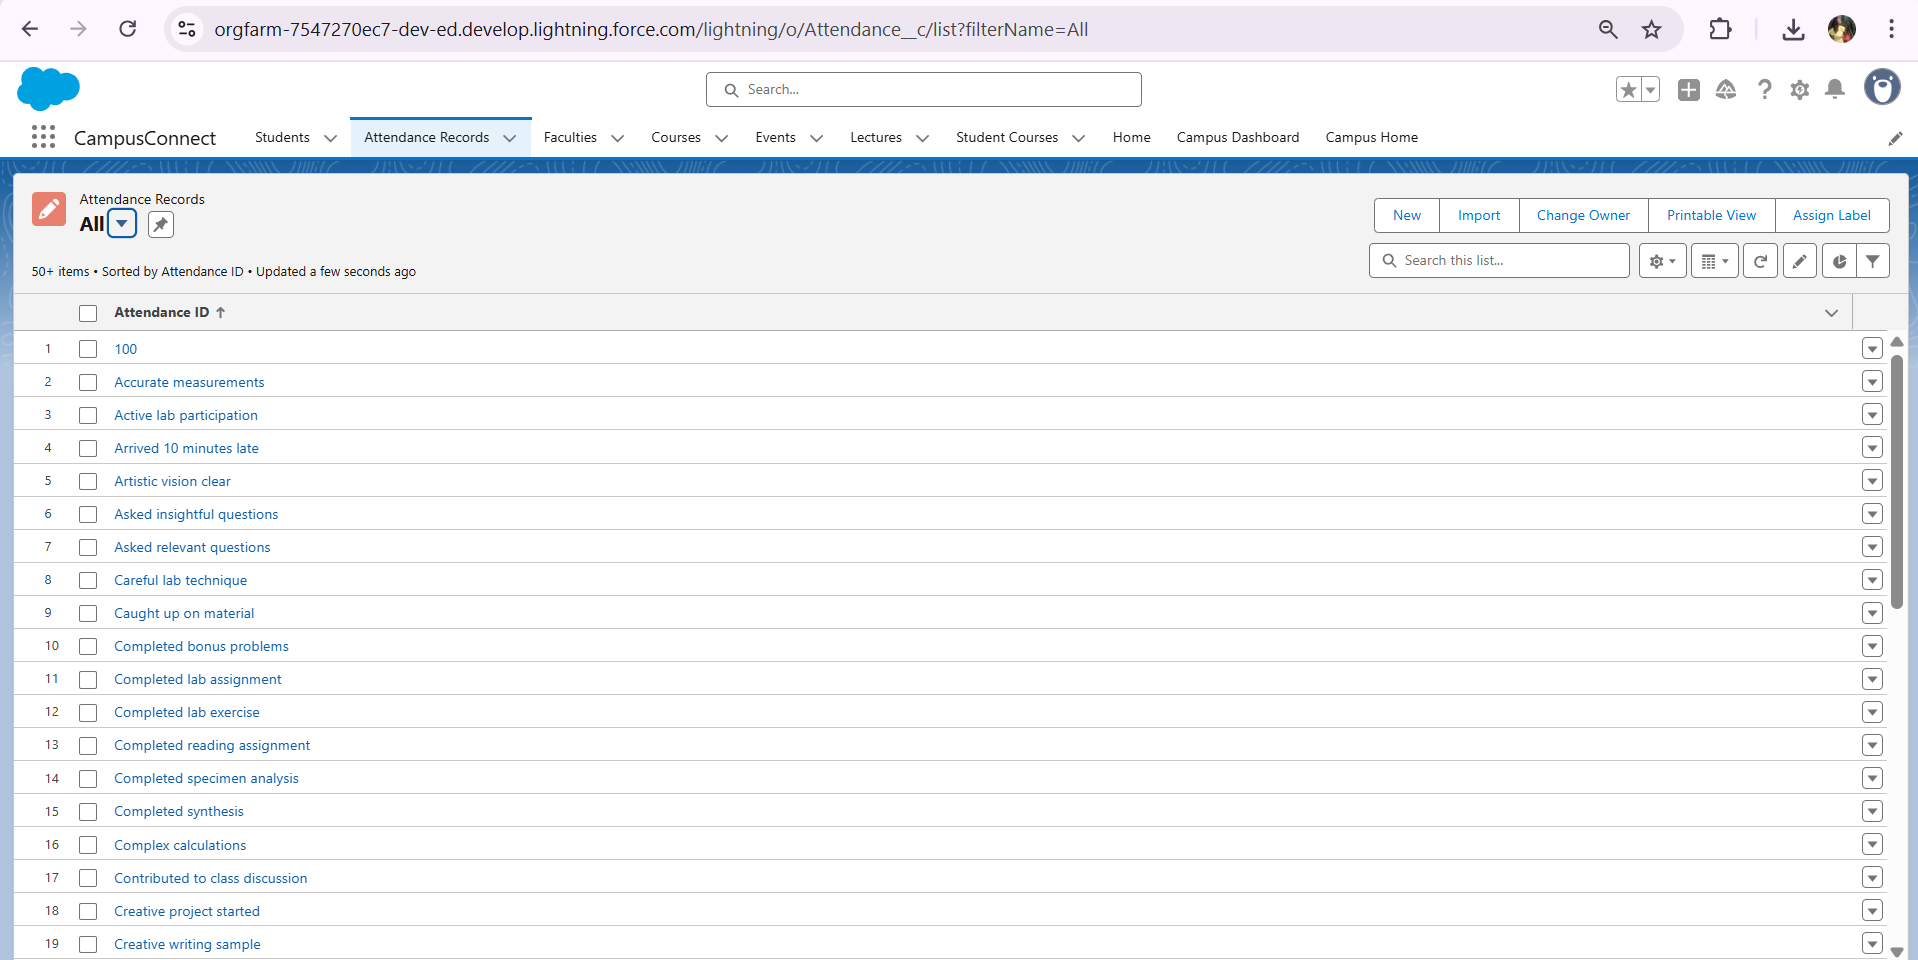 orgfarm-7547270ec7-dev-ed.develop.lightning.force.com/lightning/o/Attendance__c/list?filterName=All
Search...
CampusConnect Students Attendance Records Faculties Courses Events Lectures Student Courses Home Campus Dashboard Campus Home
Attendance Records
All
New Import Change Owner Printable View Assign Label
50+ items • Sorted by Attendance ID • Updated a few seconds ago
Search this list...
Attendance ID
1 100
2 Accurate measurements
3 Active lab participation
4 Arrived 10 minutes late
5 Artistic vision clear
6 Asked insightful questions
7 Asked relevant questions
8 Careful lab technique
9 Caught up on material
10 Completed bonus problems
11 Completed lab assignment
12 Completed lab exercise
13 Completed reading assignment
14 Completed specimen analysis
15 Completed synthesis
16 Complex calculations
17 Contributed to class discussion
18 Creative project started
19 Creative writing sample